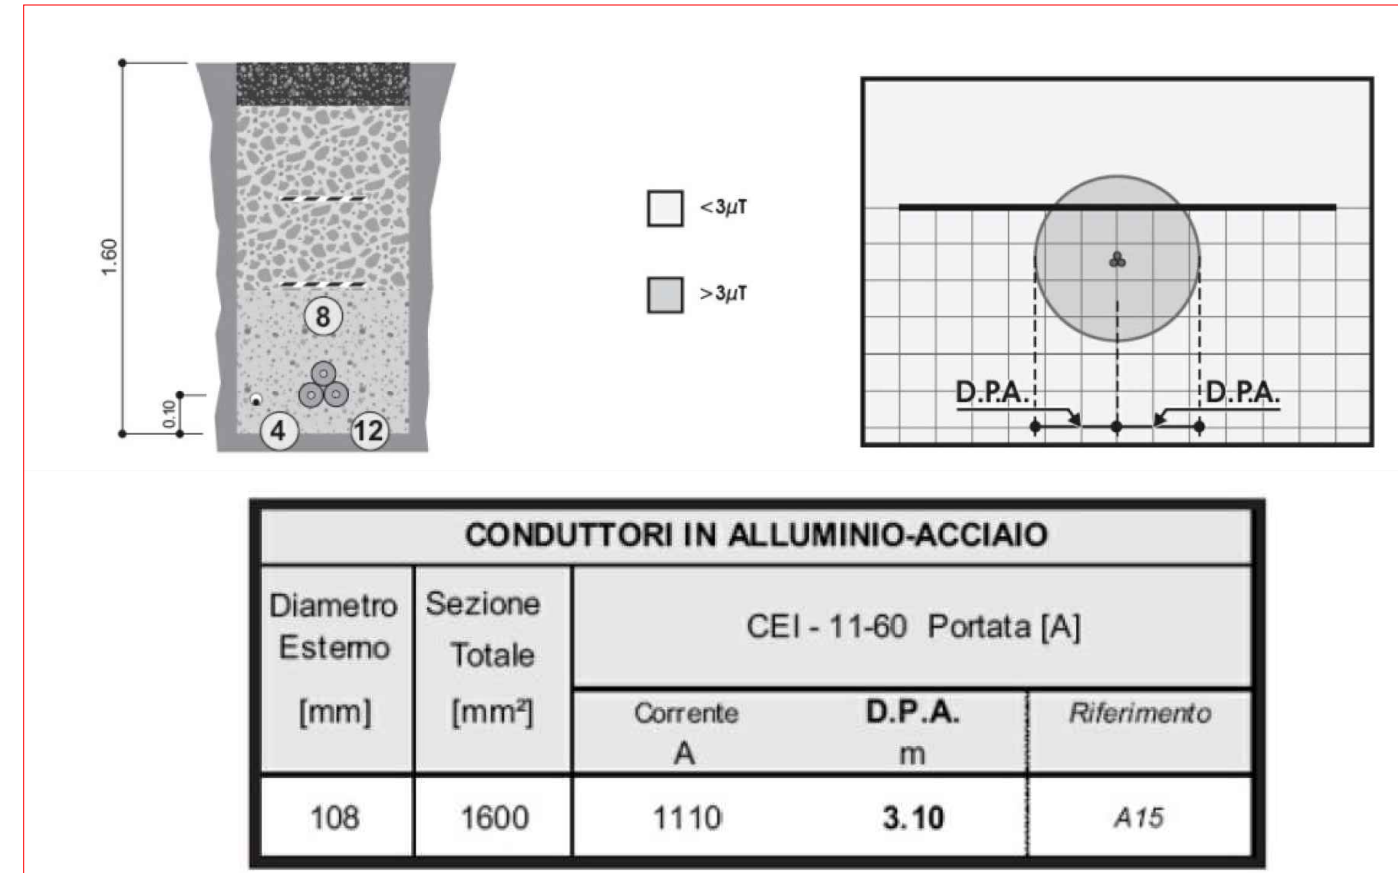 1.60
0.10
8
4
12
<3µT
>3µT
D.P.A.
D.P.A.
CONDUTTORI IN ALLUMINIO-ACCIAIO
Diametro
Esterno
[mm]
Sezione
Totale
[mm²]
CEI - 11-60 Portata [A]
Corrente
A
D.P.A.
m
Riferimento
108
1600
1110
3.10
A15